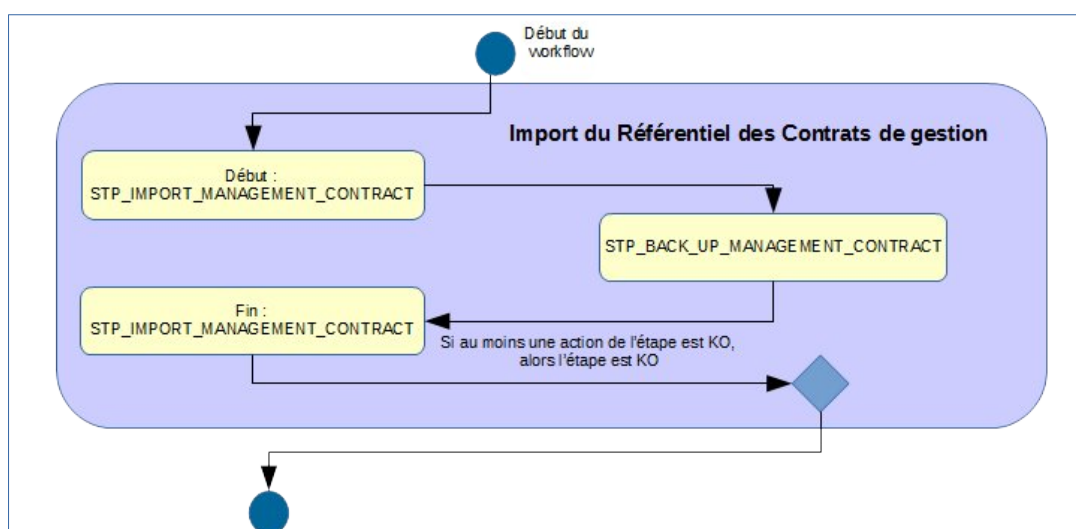 Début du
workflow
Import du Référentiel des Contrats de gestion
Début :
STP_IMPORT_MANAGEMENT_CONTRACT
STP_BACK_UP_MANAGEMENT_CONTRACT
Fin :
STP_IMPORT_MANAGEMENT_CONTRACT
Si au moins une action de l'étape est KO,
alors l'étape est KO